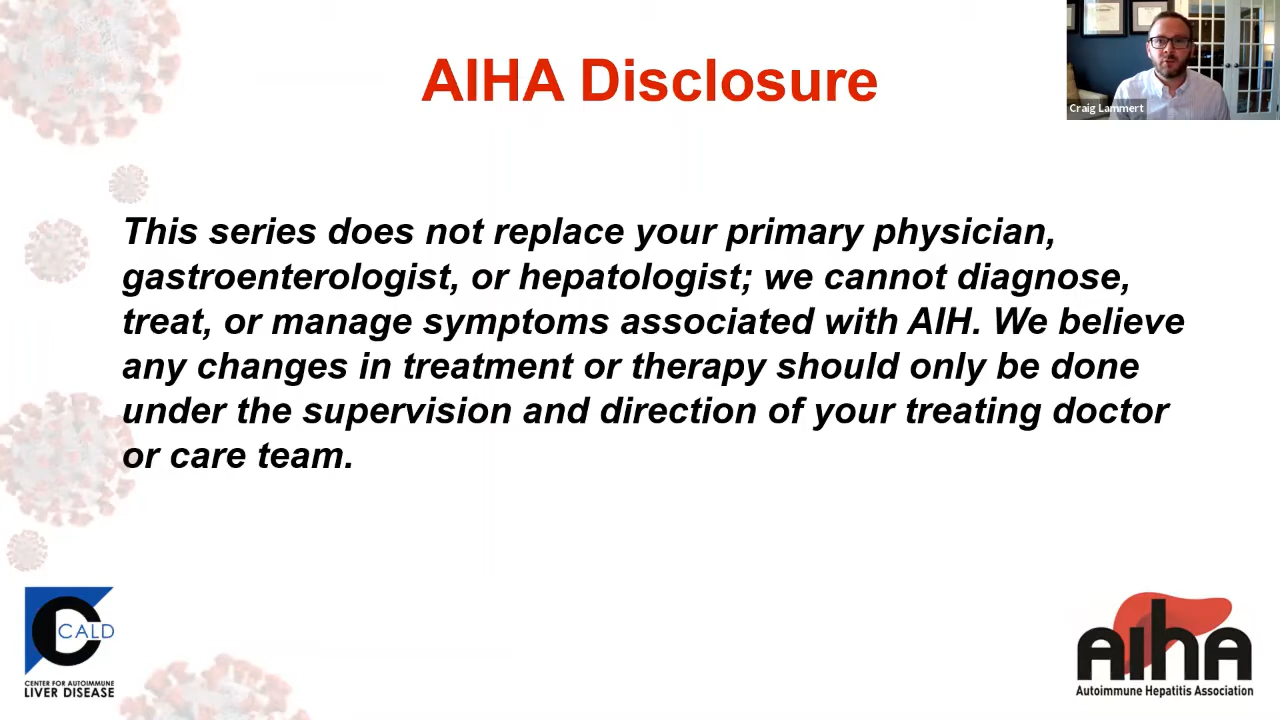 AIHA Disclosure
Craig Lammert
This series does not replace your primary physician,
gastroenterologist, or hepatologist; we cannot diagnose,
treat, or manage symptoms associated with AIH. We believe
any changes in treatment or therapy should only be done
under the supervision and direction of your treating doctor
or care team.
C CALD
CENTER FOR AUTOIMMUNE
LIVER DISEASE
AIHA
Autoimmune Hepatitis Association